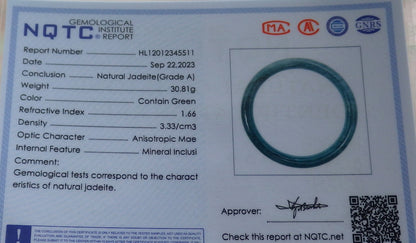 NQTC GEMOLOGICAL INSTITUTE ®REPORT
MA AL GNRS
Report Number HL12012345511
Date Sep 22,2023
Conclusion Natural Jadeite(Grade A)
Weight 30.81g
Color Contain Green
Refractive Index 1.66
Density 3.33/cm3
Optic Character Anisotropic Mae
Internal Feature Mineral Inclusi
Comment:
Gemological tests correspond to the charact
eristics of natural jadeite.
Approver:
Check this report at NQTC.net